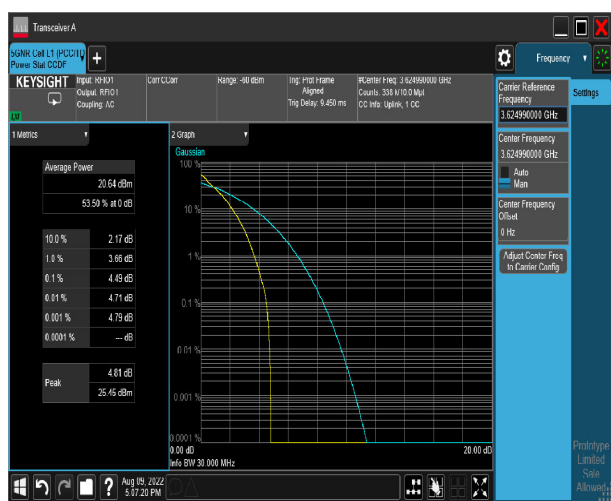 Transceiver A
5GNR Cell L1 (PCC/TD
Power Stat CCDF
+
Frequency
KEYSIGHT
Input: RFIO1
Output: RFIO1
Coupling: AC
Corr CCorr
Range: -60 dBm
Trig: Prot Frame
Aligned
Trig Delay: 9.450 ms
#Center Freq: 3.624990000 GHz
Counts: 338 k/10.0 Mpt
CC Info: Uplink, 1 CC
Carrier Reference
Frequency
3.624990000 GHz
Settings
Center Frequency
3.624990000 GHz
Auto
Man
Center Frequency
Offset
0 Hz
Adjust Center Freq
to Carrier Config
1 Metrics
Average Power
20.64 dBm
53.50 % at 0 dB
10.0 % 2.17 dB
1.0 % 3.66 dB
0.1 % 4.49 dB
0.01 % 4.71 dB
0.001 % 4.79 dB
0.0001 % --- dB
Peak
4.81 dB
25.45 dBm
2 Graph
Gaussian
100 %
10 %
1 %
0.1 %
0.01 %
0.001 %
0.0001 %
0.00 dB 20.00 dB
Info BW 30.000 MHz
Aug 09, 2022
5:07:20 PM
?
Prototype
Limited
Sale
Allowed